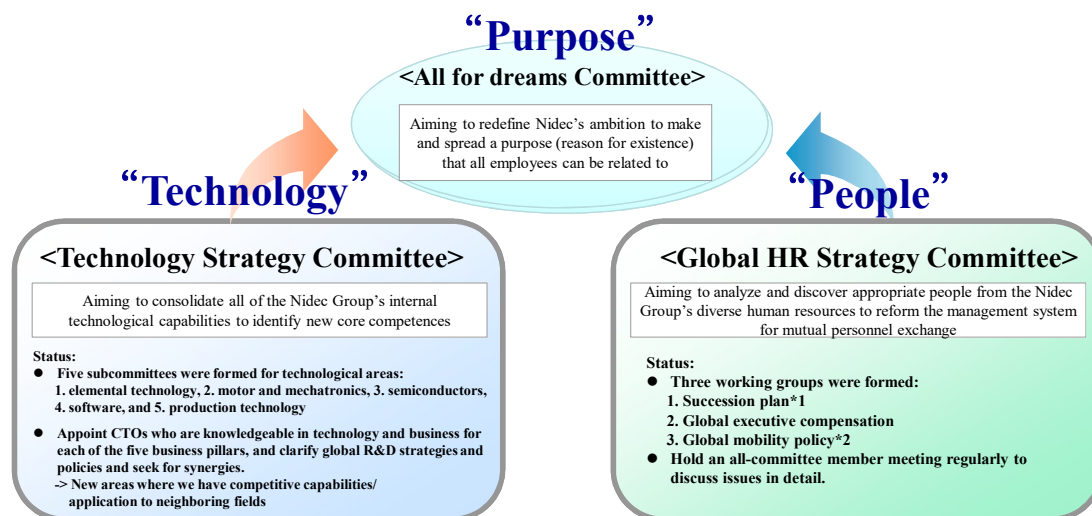 “Purpose”
<All for dreams Committee>
Aiming to redefine Nidec’s ambition to make
and spread a purpose (reason for existence)
that all employees can be related to
“Technology”
<Technology Strategy Committee>
Aiming to consolidate all of the Nidec Group’s internal
technological capabilities to identify new core competences
Status:
● Five subcommittees were formed for technological areas:
1. elemental technology, 2. motor and mechatronics, 3. semiconductors,
4. software, and 5. production technology
● Appoint CTOs who are knowledgeable in technology and business for
each of the five business pillars, and clarify global R&D strategies and
policies and seek for synergies.
-> New areas where we have competitive capabilities/
application to neighboring fields
“People”
<Global HR Strategy Committee>
Aiming to analyze and discover appropriate people from the Nidec
Group’s diverse human resources to reform the management system
for mutual personnel exchange
Status:
● Three working groups were formed:
1. Succession plan*1
2. Global executive compensation
3. Global mobility policy*2
● Hold an all-committee member meeting regularly to
discuss issues in detail.